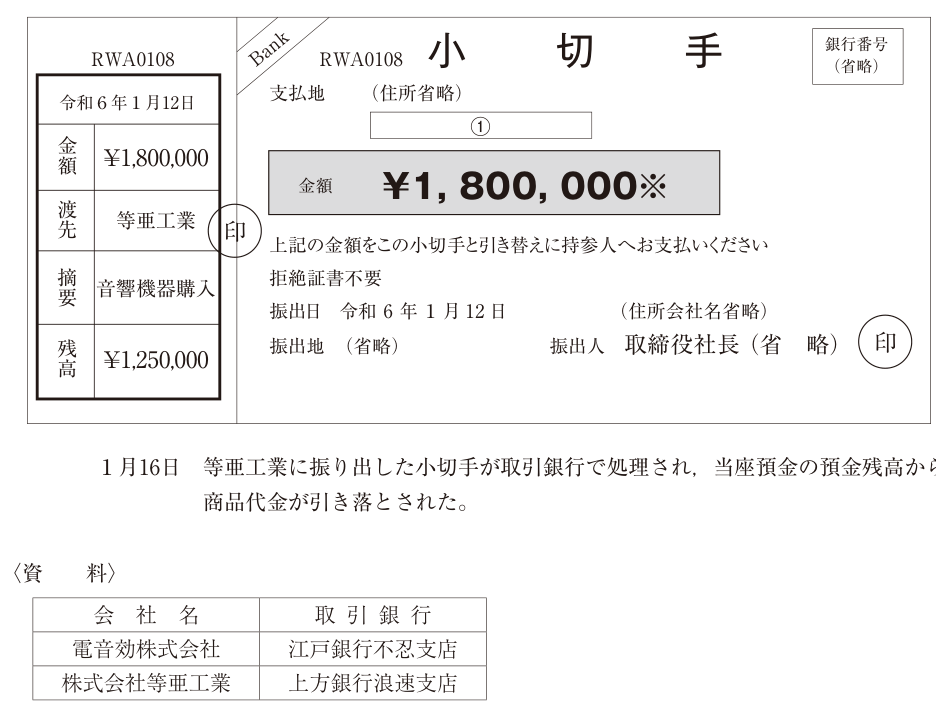 RWA0108
令和6年1月12日
金額 ¥1,800,000
渡先 等亜工業
摘要 音響機器購入
残高 ¥1,250,000
印
Bank
RWA0108 小切手
銀行番号
（省略）
支払地 （住所省略）
①
金額 ¥1,800,000※
上記の金額をこの小切手と引き替えに持参人へお支払いください
拒絶証書不要
振出日 令和6年1月12日 （住所会社名省略）
振出地 （省略） 振出人 取締役社長（省 略） 印
1月16日 等亜工業に振り出した小切手が取引銀行で処理され，当座預金の預金残高から
商品代金が引き落とされた。
〈資 料〉
会社名 取引銀行
電音効株式会社 江戸銀行不忍支店
株式会社等亜工業 上方銀行浪速支店